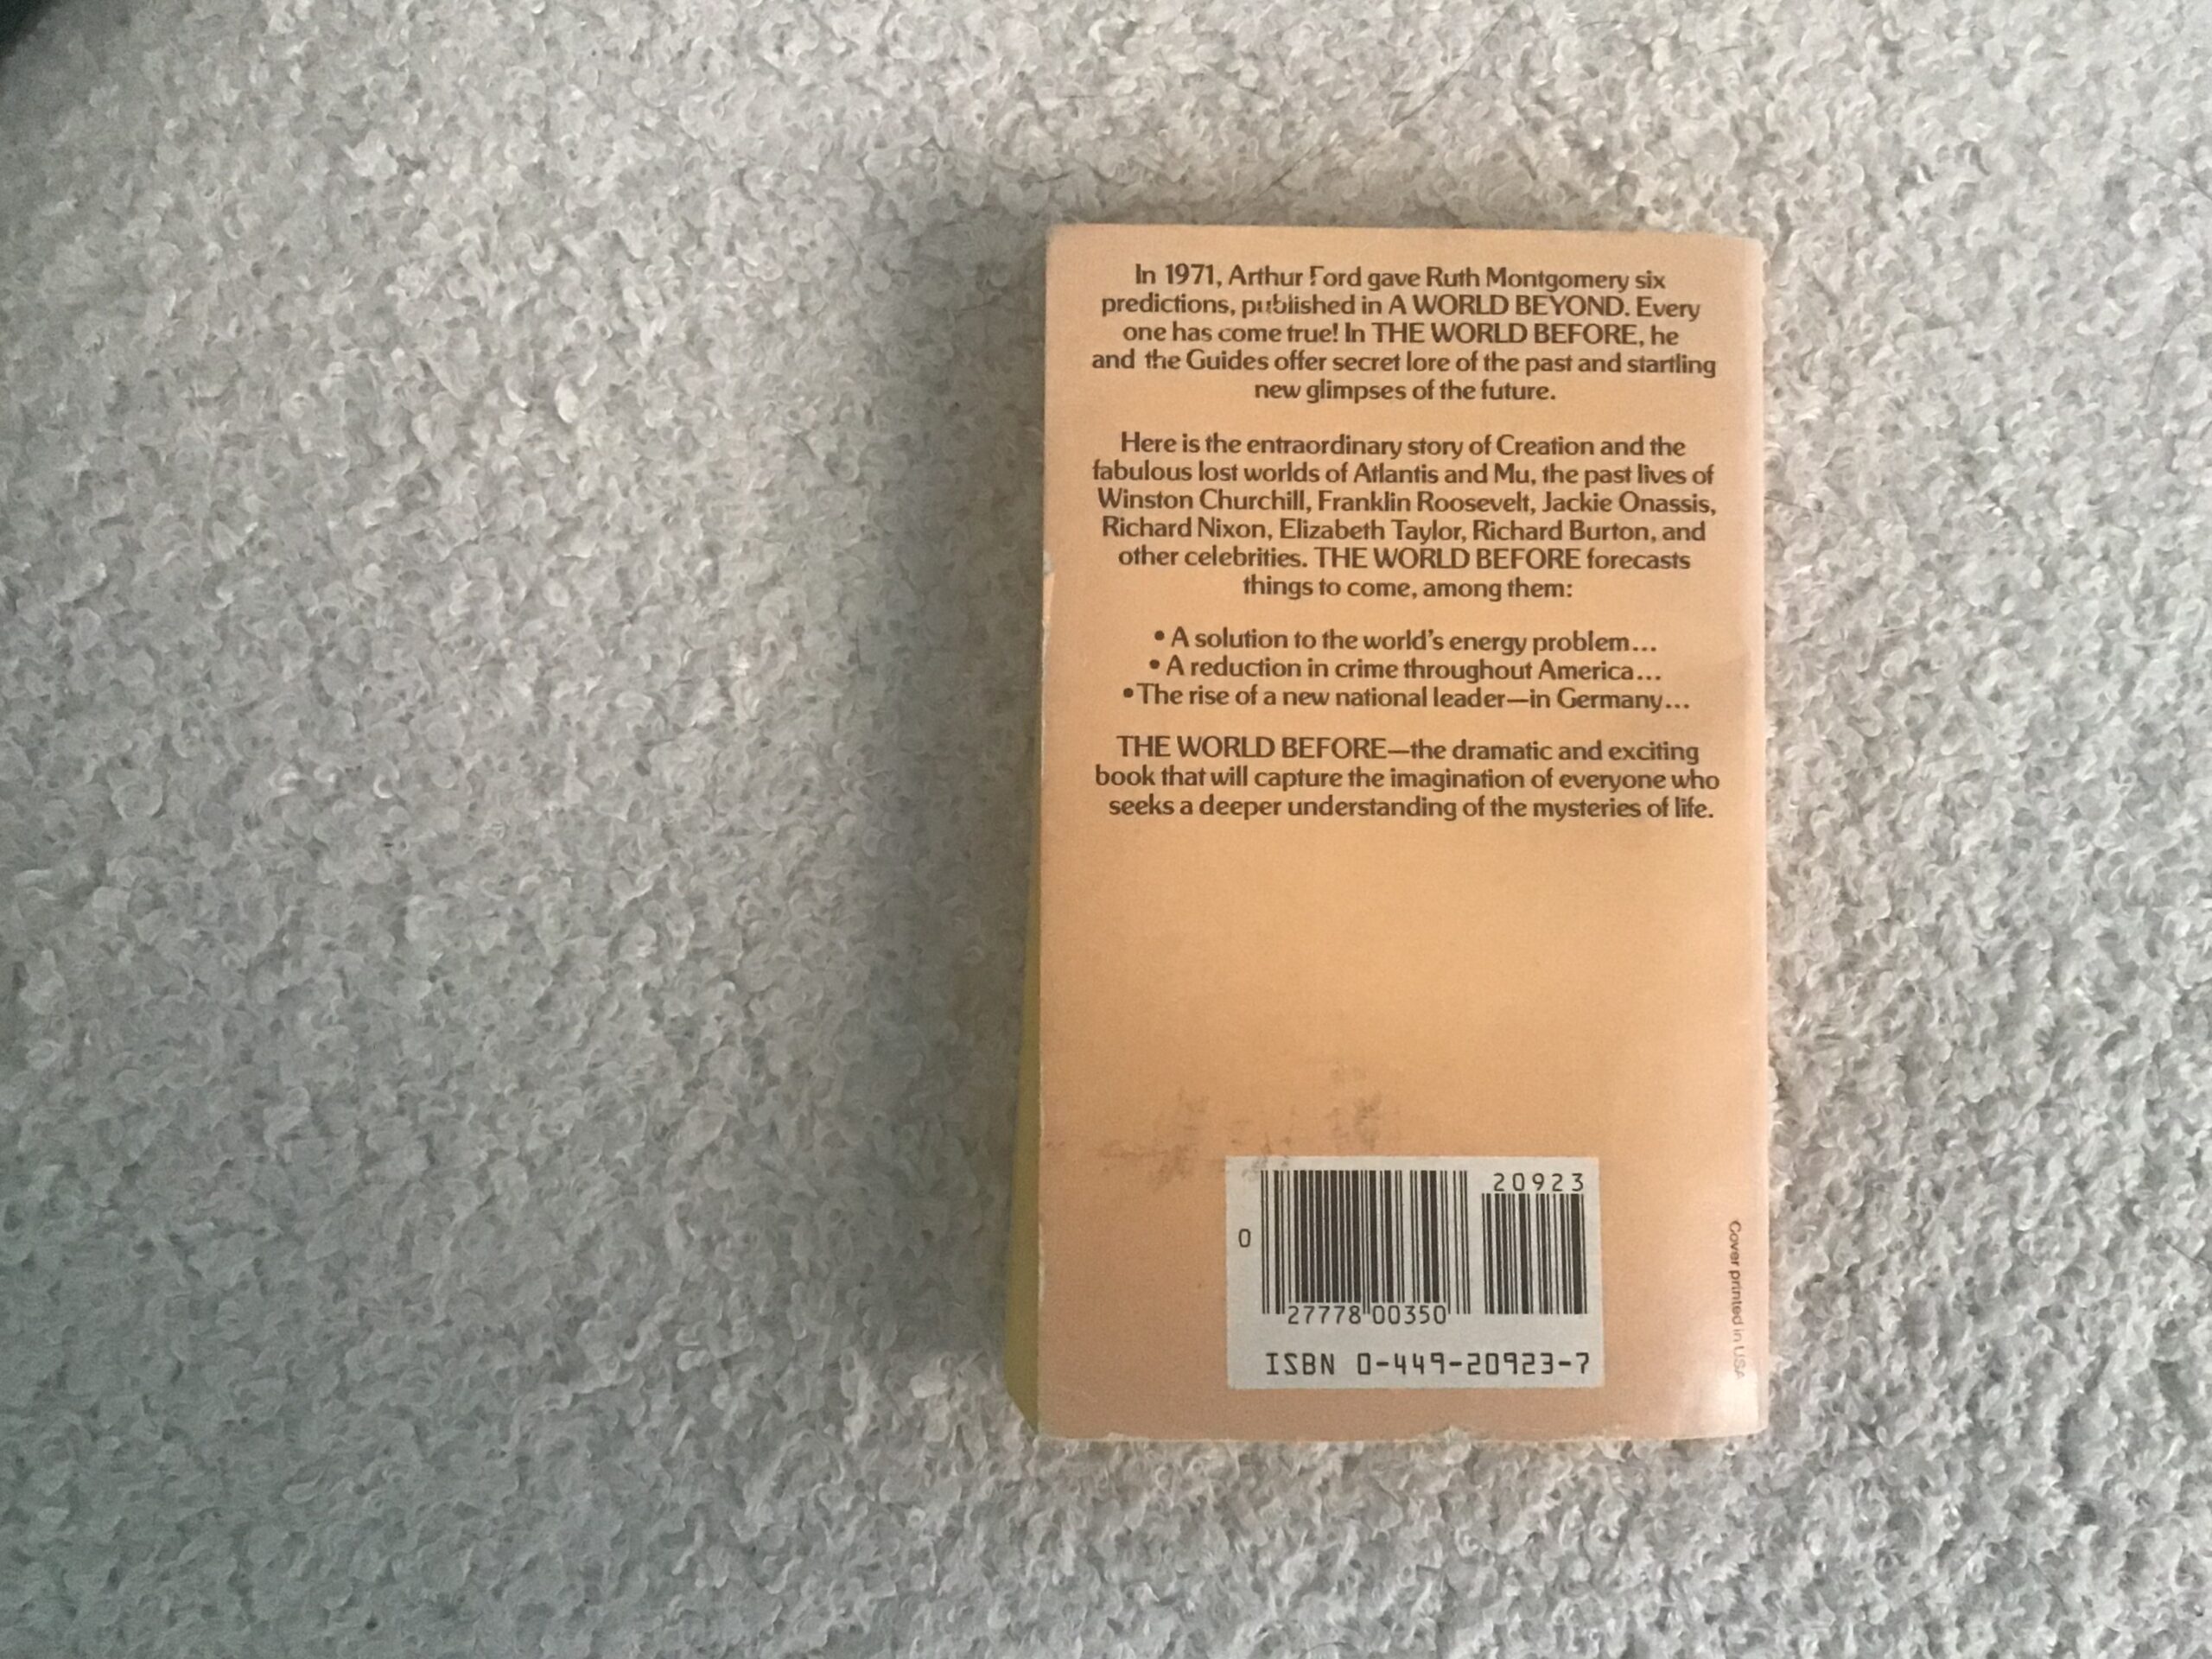 In 1971, Arthur Ford gave Ruth Montgomery six
predictions, published in A WORLD BEYOND. Every
one has come true! In THE WORLD BEFORE, he
and the Guides offer secret lore of the past and startling
new glimpses of the future.
Here is the entraordinary story of Creation and the
fabulous lost worlds of Atlantis and Mu, the past lives of
Winston Churchill, Franklin Roosevelt, Jackie Onassis,
Richard Nixon, Elizabeth Taylor, Richard Burton, and
other celebrities. THE WORLD BEFORE forecasts
things to come, among them:
• A solution to the world's energy problem...
• A reduction in crime throughout America...
• The rise of a new national leader—in Germany...
THE WORLD BEFORE—the dramatic and exciting
book that will capture the imagination of everyone who
seeks a deeper understanding of the mysteries of life.
20923
0
27778 00350
ISBN 0-449-20923-7
Cover printed in USA